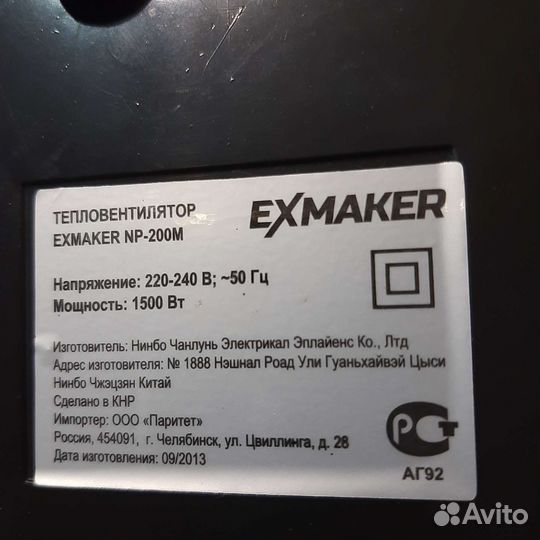 ТЕПЛОВЕНТИЛЯТОР
EXMAKER NP-200M
EXMAKER
Напряжение: 220-240 В; ~50 Гц
Мощность: 1500 Вт
Изготовитель: Нинбо Чанлунь Электрикал Эплайенс Ко., Лтд
Адрес изготовителя: № 1888 Нэшнал Роад Ули Гуаньхайвэй Цыси
Нинбо Чжэцзян Китай
Сделано в КНР
Импортер: ООО «Паритет»
Россия, 454091, г. Челябинск, ул. Цвиллинга, д. 28
Дата изготовления: 09/2013
РСТ
АГ92
Avito